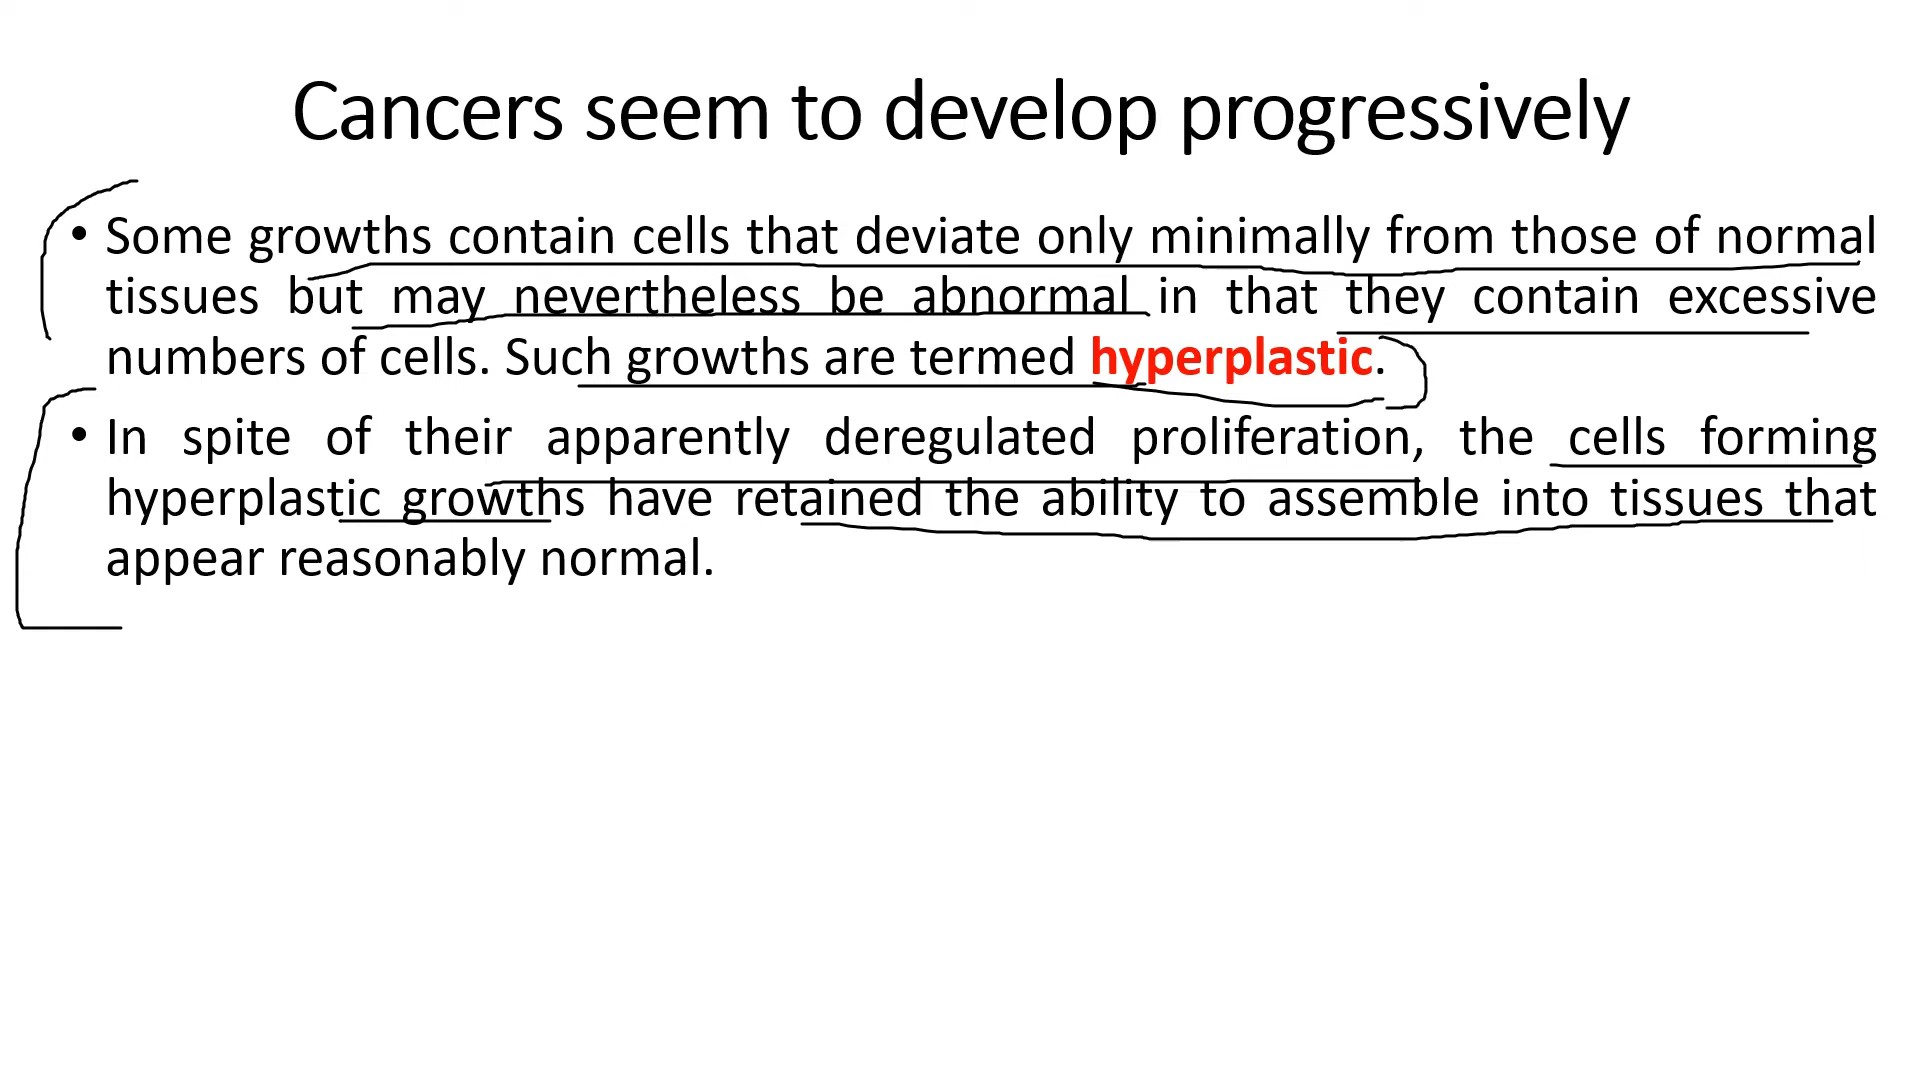 Cancers seem to develop progressively
• Some growths contain cells that deviate only minimally from those of normal
tissues but may nevertheless be abnormal in that they contain excessive
numbers of cells. Such growths are termed hyperplastic.
• In spite of their apparently deregulated proliferation, the cells forming
hyperplastic growths have retained the ability to assemble into tissues that
appear reasonably normal.